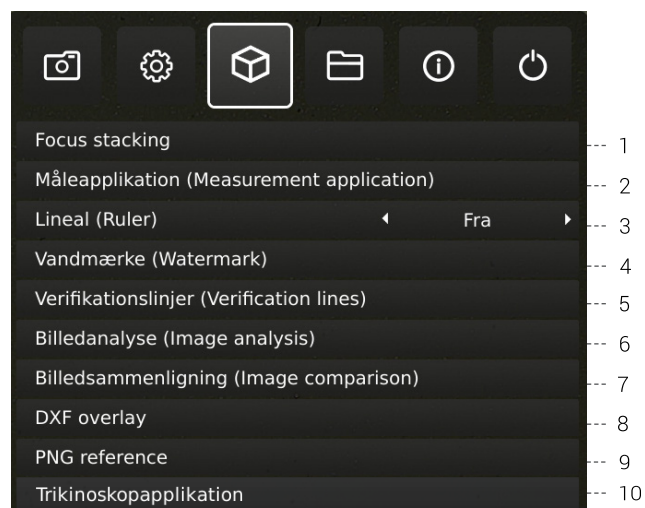 Focus stacking --- 1
Måleapplikation (Measurement application) --- 2
Lineal (Ruler) Fra --- 3
Vandmærke (Watermark) --- 4
Verifikationslinjer (Verification lines) --- 5
Billedanalyse (Image analysis) --- 6
Billedsammenligning (Image comparison) --- 7
DXF overlay --- 8
PNG reference --- 9
Trikinoskopapplikation --- 10